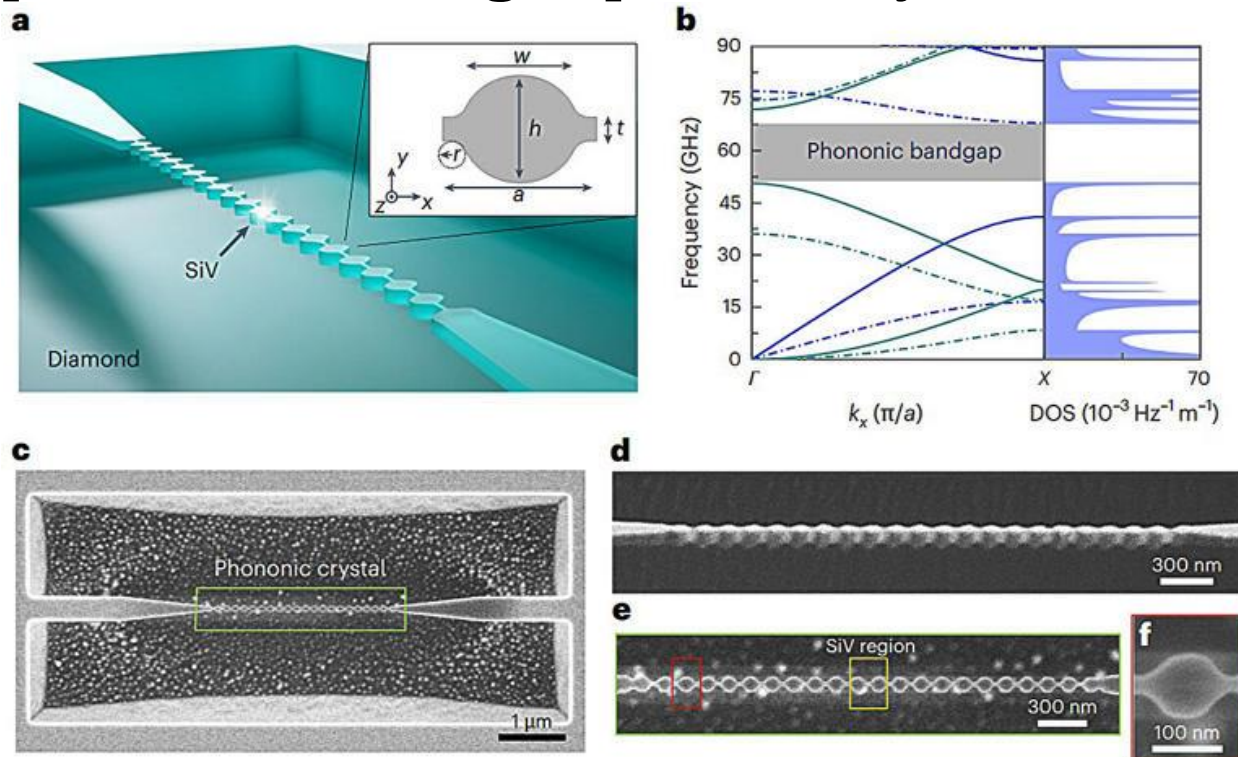 a
w
h
t
r
a
y
z
x
SiV
Diamond
b
90
75
60
45
30
15
0
Frequency (GHz)
Phononic bandgap
Γ
X
70
kx (π/a)
DOS (10⁻³ Hz⁻¹ m⁻¹)
c
Phononic crystal
1 μm
d
300 nm
e
SiV region
300 nm
f
100 nm